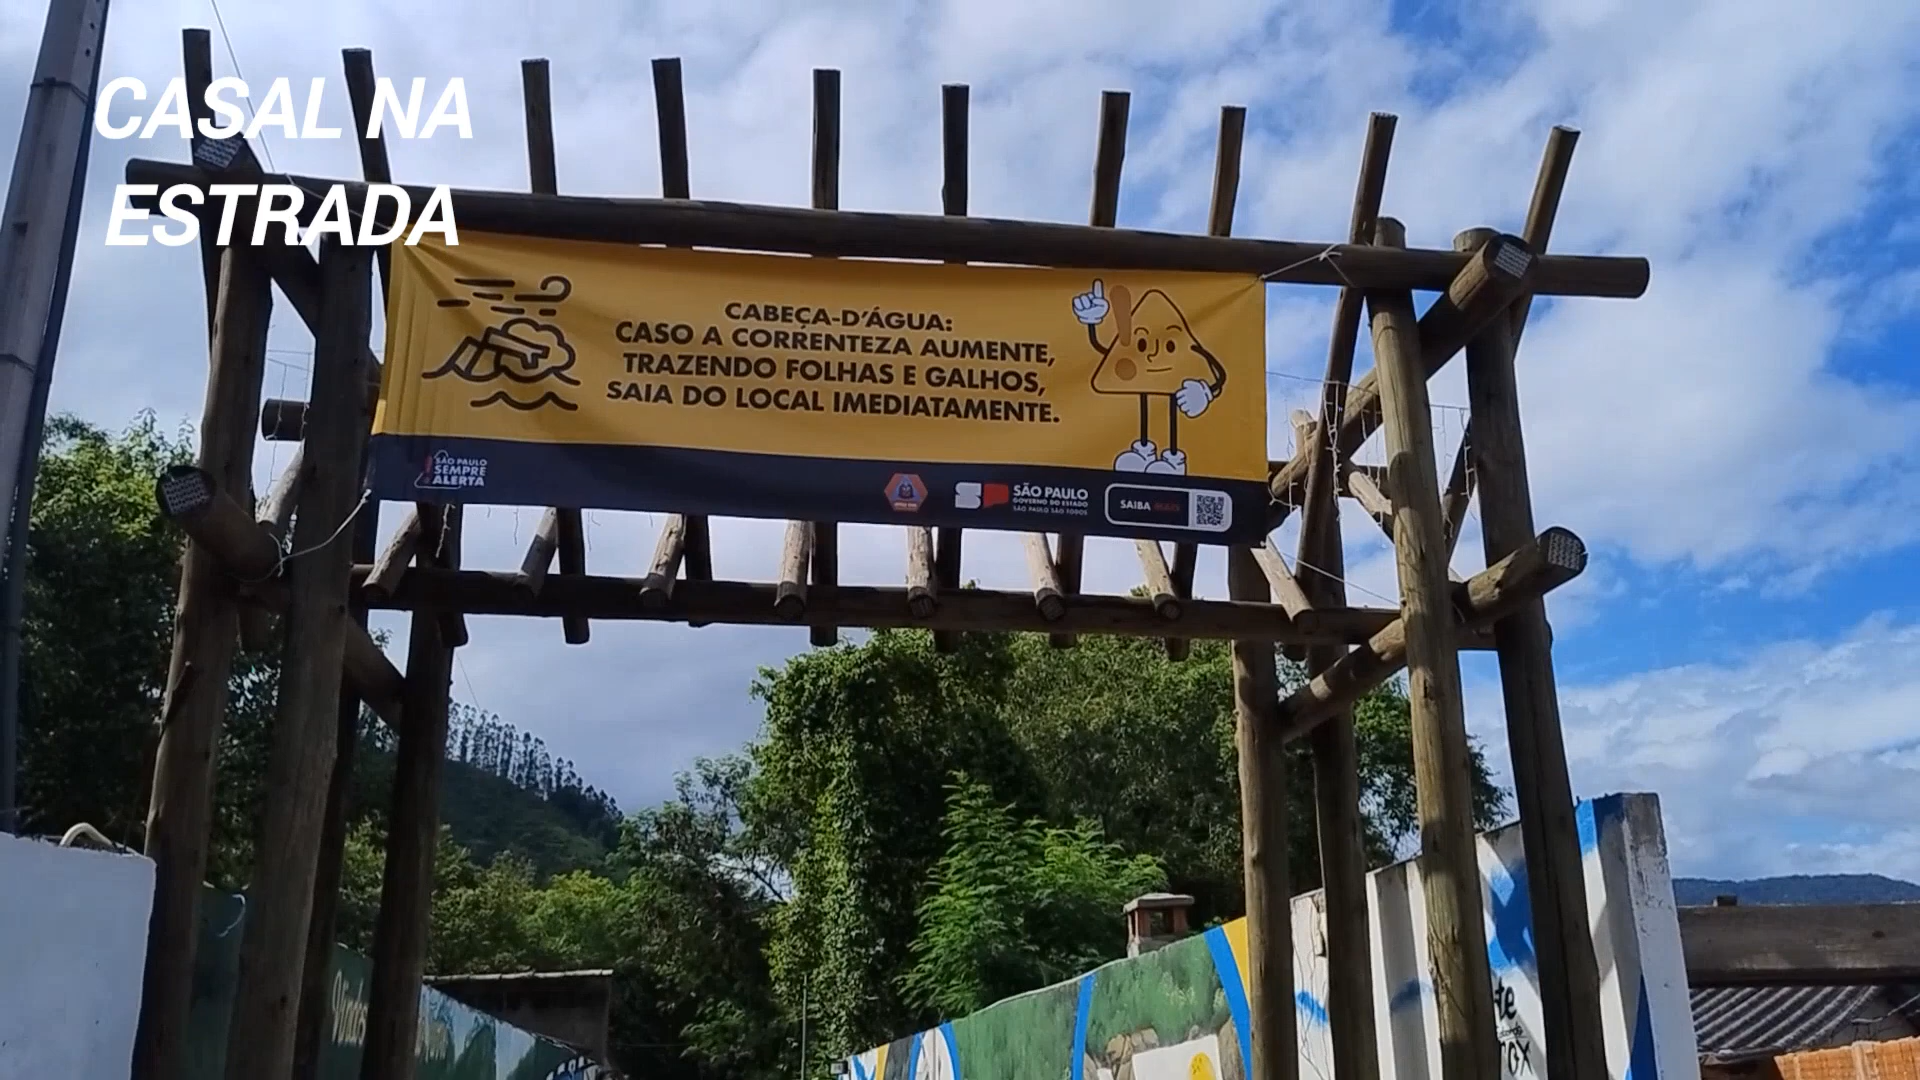 CASAL NA
ESTRADA
CABEÇA-D'ÁGUA:
CASO A CORRENTEZA AUMENTE,
TRAZENDO FOLHAS E GALHOS,
SAIA DO LOCAL IMEDIATAMENTE.
SÃO PAULO
SEMPRE
ALERTA
SÃO PAULO
GOVERNO DO ESTADO
SÃO PAULO SÃO TODOS
SAIBA MAIS